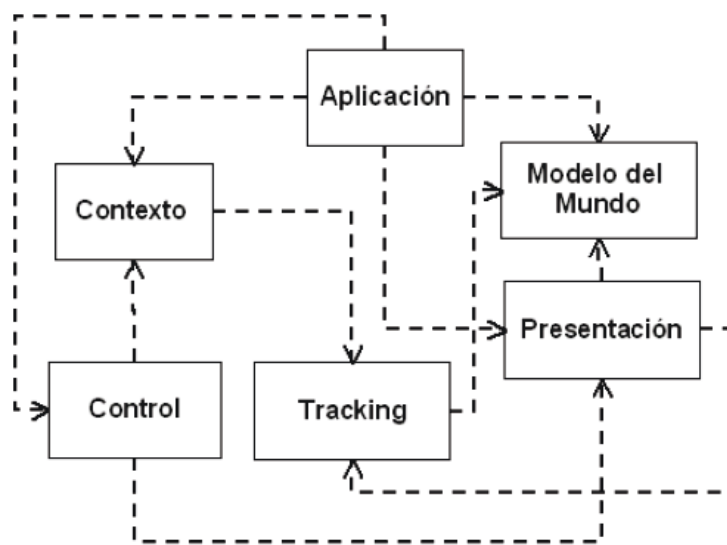 Aplicación
Modelo del
Mundo
Contexto
Presentación
Control
Tracking